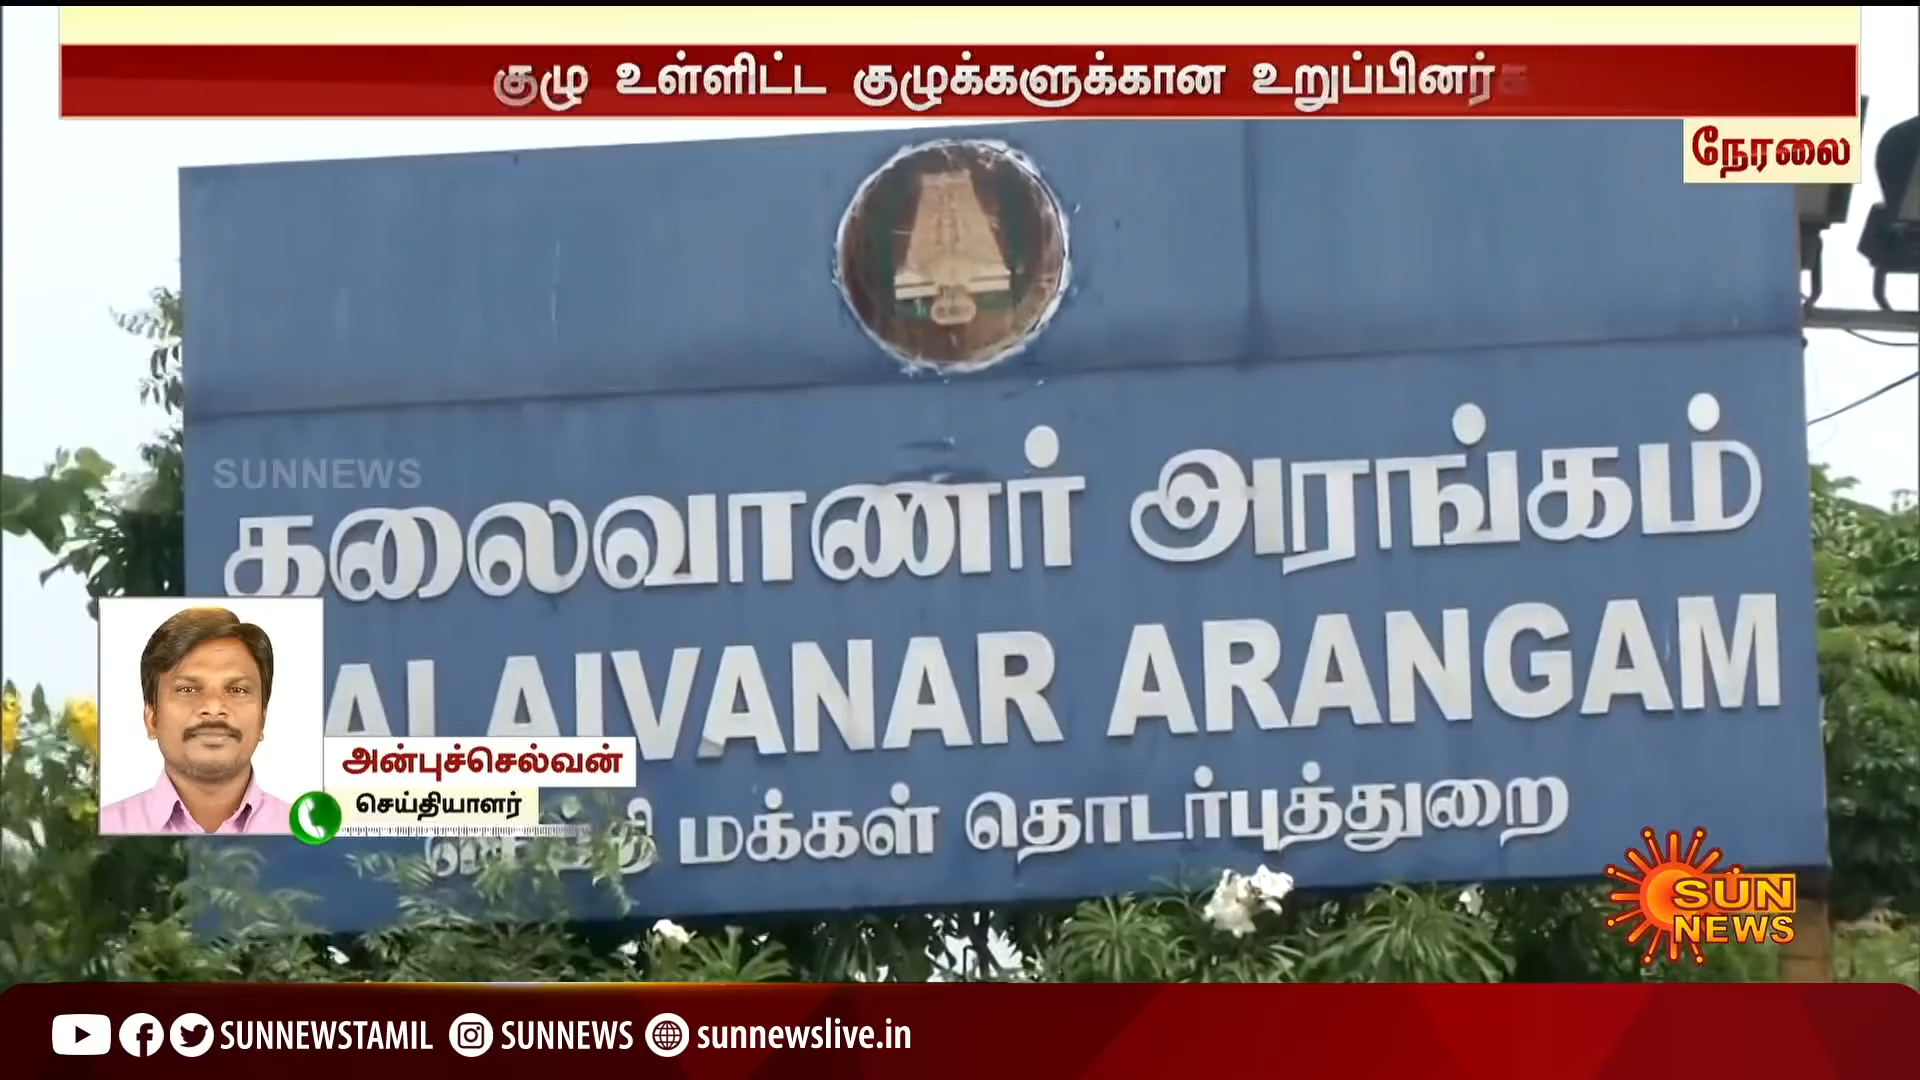 குழு உள்ளிட்ட குழுக்களுக்கான உறுப்பினர்
நேரலை
SUNNEWS
கலைவாணர் அரங்கம்
ALAIVANAR ARANGAM
அன்புச்செல்வன்
செய்தியாளர்
மக்கள் தொடர்புத்துறை
SUN
NEWS
SUNNEWSTAMIL SUNNEWS sunnewslive.in